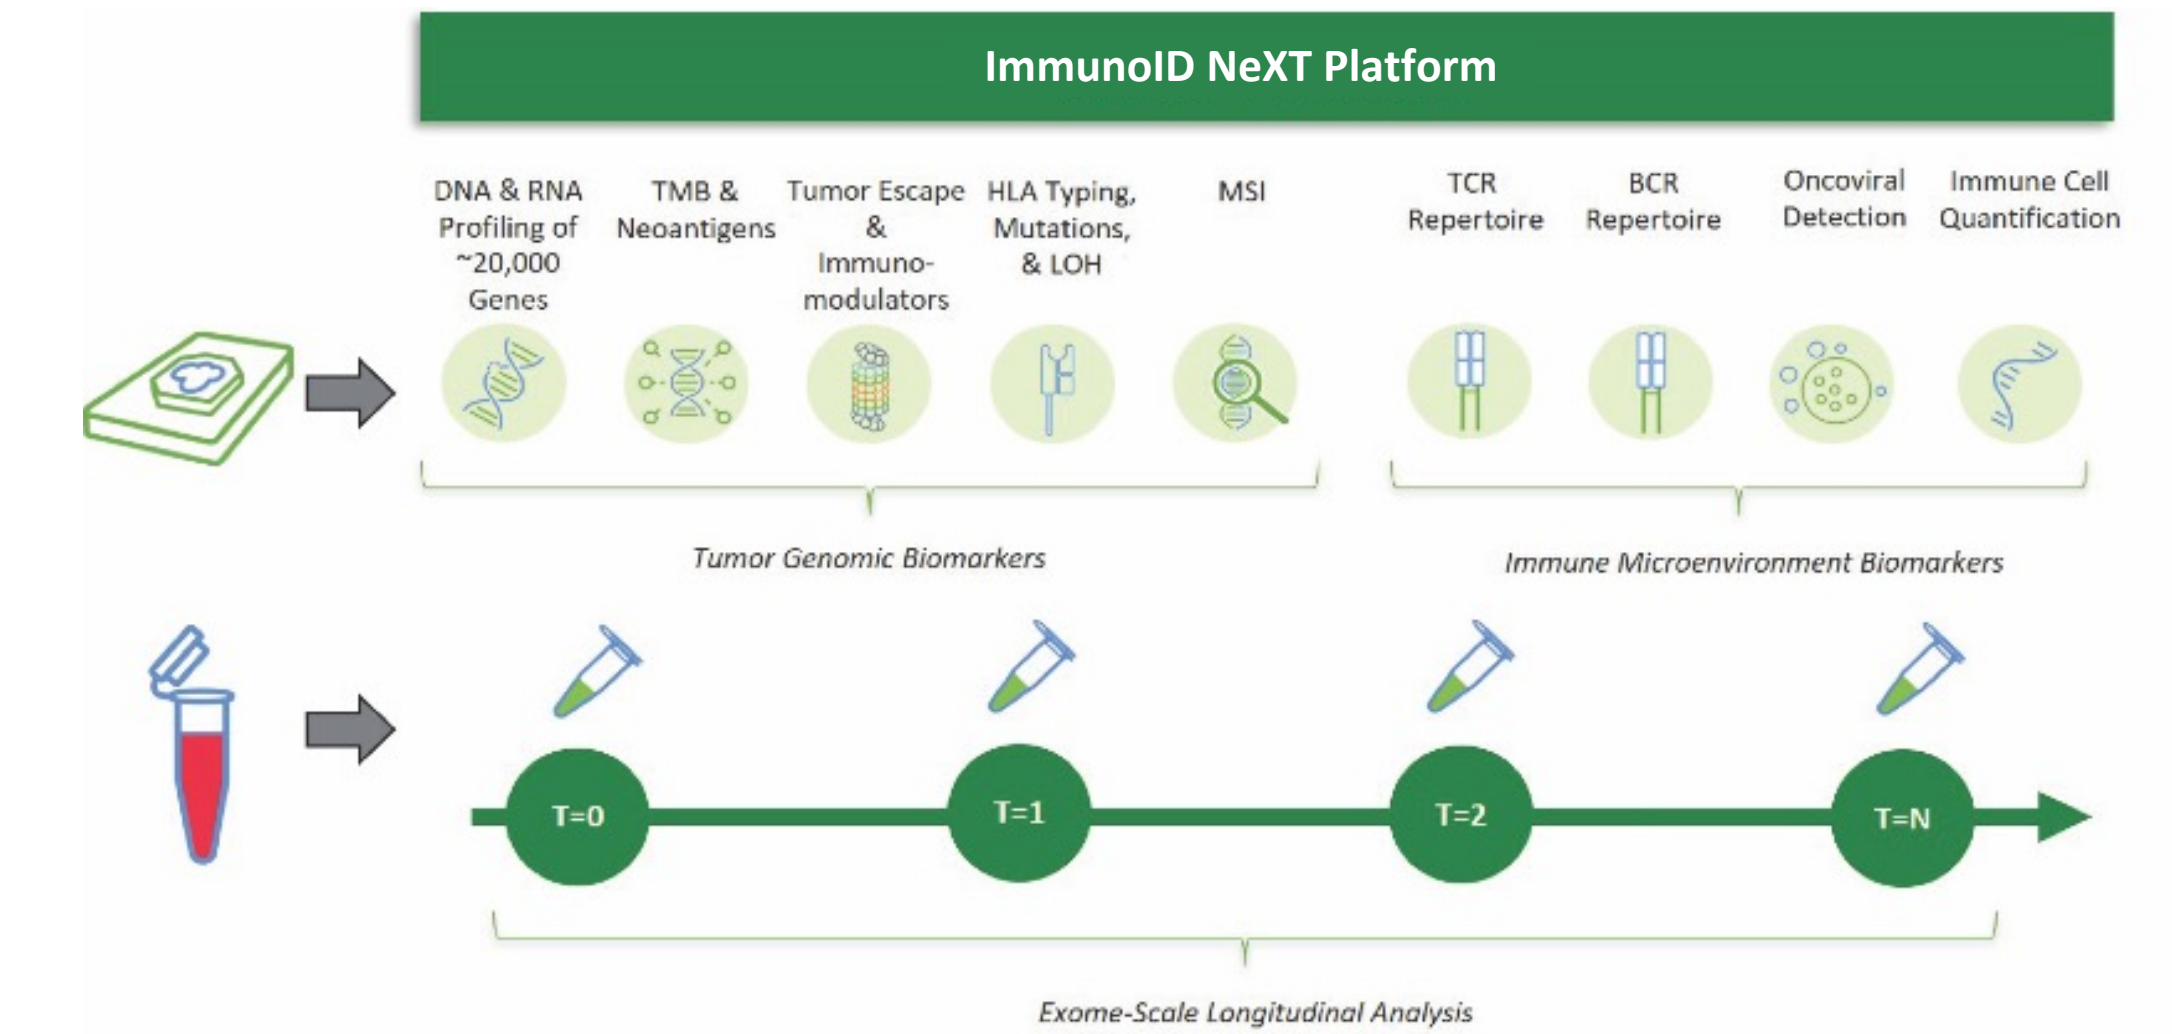 ImmunoID NeXT Platform
DNA & RNA
Profiling of
~20,000
Genes
TMB &
Neoantigens
Tumor Escape
&
Immuno-
modulators
HLA Typing,
Mutations,
& LOH
MSI
TCR
Repertoire
BCR
Repertoire
Oncoviral
Detection
Immune Cell
Quantification
Tumor Genomic Biomarkers
Immune Microenvironment Biomarkers
T=0
T=1
T=2
T=N
Exome-Scale Longitudinal Analysis